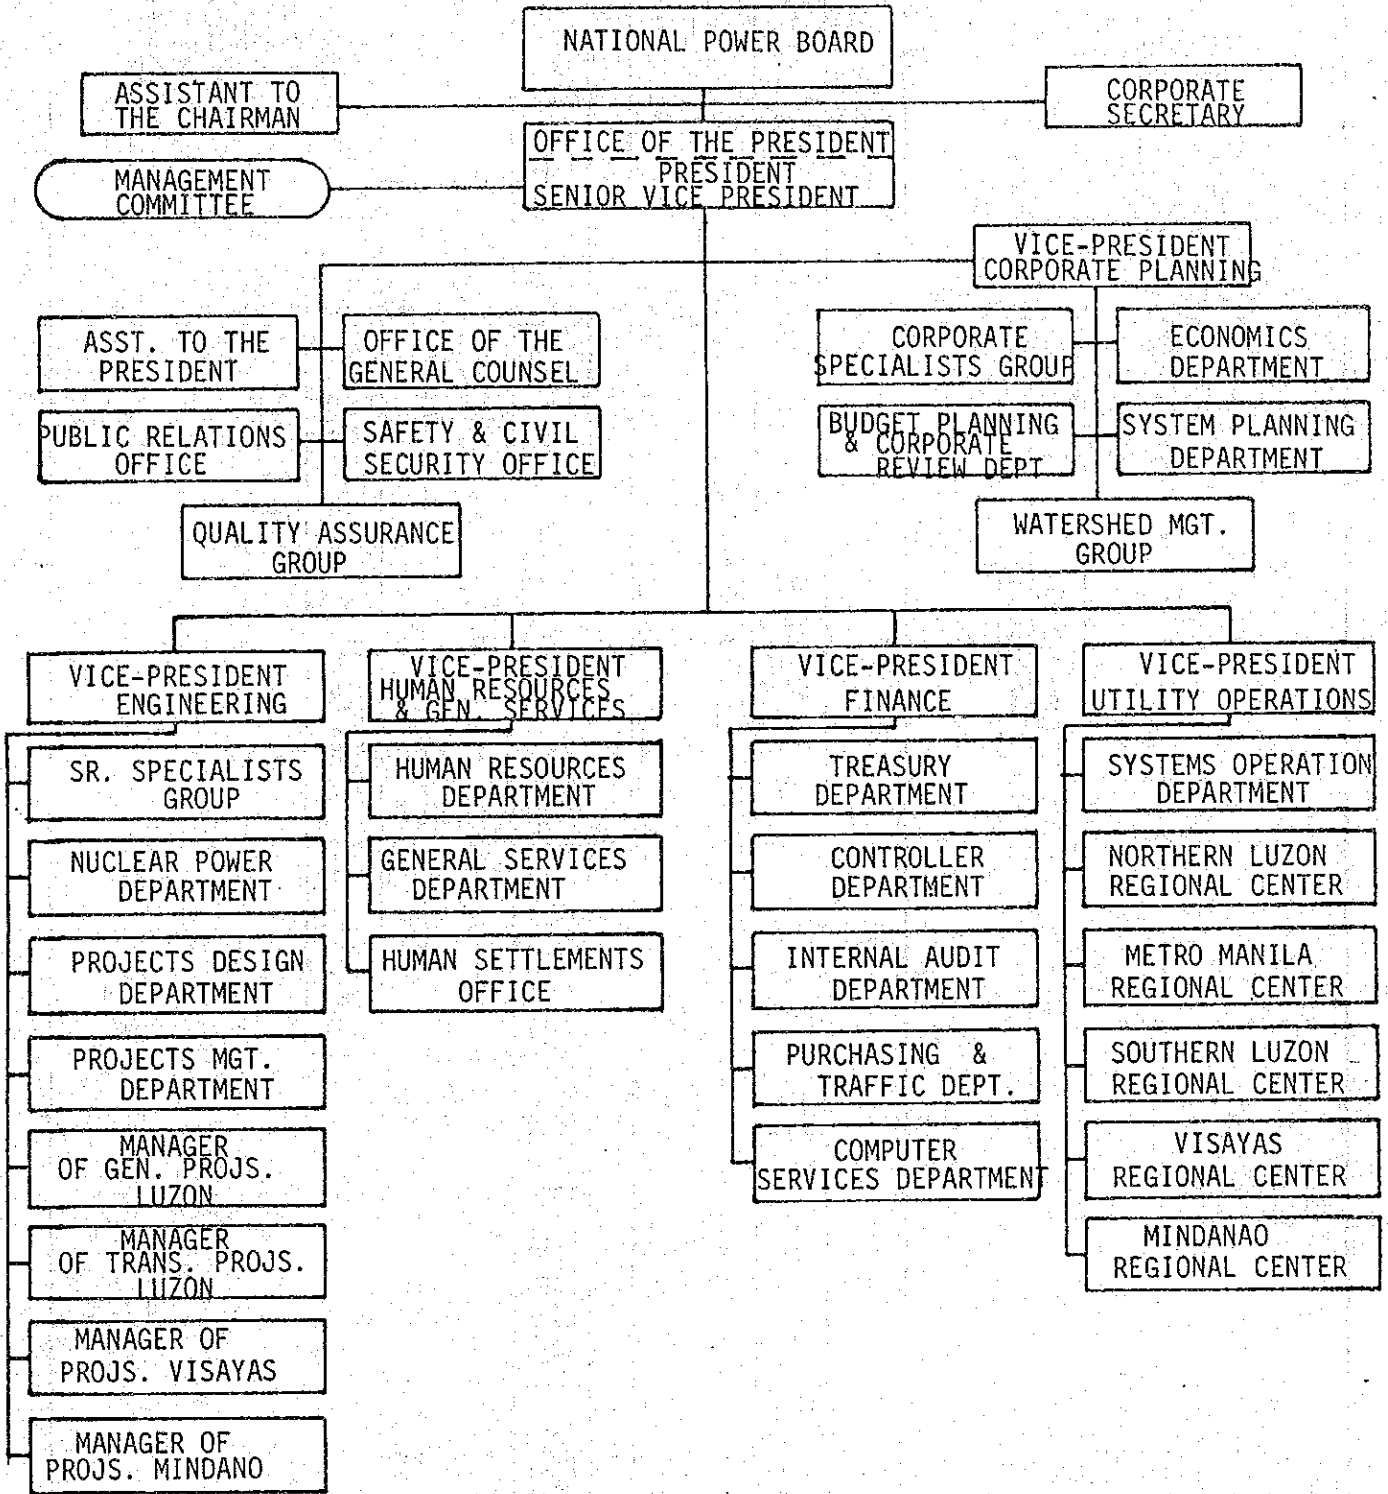 NATIONAL POWER BOARD
ASSISTANT TO
THE CHAIRMAN
CORPORATE
SECRETARY
OFFICE OF THE PRESIDENT
PRESIDENT
SENIOR VICE PRESIDENT
MANAGEMENT
COMMITTEE
VICE-PRESIDENT
CORPORATE PLANNING
ASST. TO THE
PRESIDENT
OFFICE OF THE
GENERAL COUNSEL
CORPORATE
SPECIALISTS GROUP
ECONOMICS
DEPARTMENT
PUBLIC RELATIONS
OFFICE
SAFETY & CIVIL
SECURITY OFFICE
BUDGET PLANNING
& CORPORATE
REVIEW DEPT
SYSTEM PLANNING
DEPARTMENT
QUALITY ASSURANCE
GROUP
WATERSHED MGT.
GROUP
VICE-PRESIDENT
ENGINEERING
SR. SPECIALISTS
GROUP
NUCLEAR POWER
DEPARTMENT
PROJECTS DESIGN
DEPARTMENT
PROJECTS MGT.
DEPARTMENT
MANAGER
OF GEN. PROJS.
LUZON
MANAGER
OF TRANS. PROJS.
LUZON
MANAGER OF
PROJS. VISAYAS
MANAGER OF
PROJS. MINDANO
VICE-PRESIDENT
HUMAN RESOURCES
& GEN. SERVICES
HUMAN RESOURCES
DEPARTMENT
GENERAL SERVICES
DEPARTMENT
HUMAN SETTLEMENTS
OFFICE
VICE-PRESIDENT
FINANCE
TREASURY
DEPARTMENT
CONTROLLER
DEPARTMENT
INTERNAL AUDIT
DEPARTMENT
PURCHASING &
TRAFFIC DEPT.
COMPUTER
SERVICES DEPARTMENT
VICE-PRESIDENT
UTILITY OPERATIONS
SYSTEMS OPERATION
DEPARTMENT
NORTHERN LUZON
REGIONAL CENTER
METRO MANILA
REGIONAL CENTER
SOUTHERN LUZON
REGIONAL CENTER
VISAYAS
REGIONAL CENTER
MINDANAO
REGIONAL CENTER